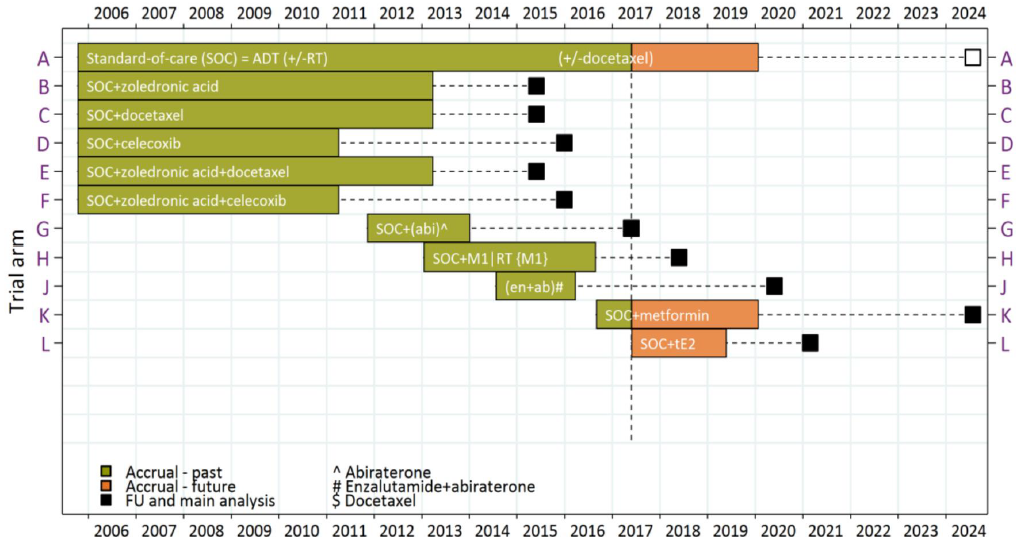 2006 2007 2008 2009 2010 2011 2012 2013 2014 2015 2016 2017 2018 2019 2020 2021 2022 2023 2024
Trial arm
A Standard-of-care (SOC) = ADT (+/-RT) (+/-docetaxel) A
B SOC+zoledronic acid B
C SOC+docetaxel C
D SOC+celecoxib D
E SOC+zoledronic acid+docetaxel E
F SOC+zoledronic acid+celecoxib F
G SOC+(abi)^ G
H SOC+M1|RT {M1} H
J (en+ab)# J
K SOC+metformin K
L SOC+tE2 L
Accrual - past ^ Abiraterone
Accrual - future # Enzalutamide+abiraterone
FU and main analysis $ Docetaxel
2006 2007 2008 2009 2010 2011 2012 2013 2014 2015 2016 2017 2018 2019 2020 2021 2022 2023 2024